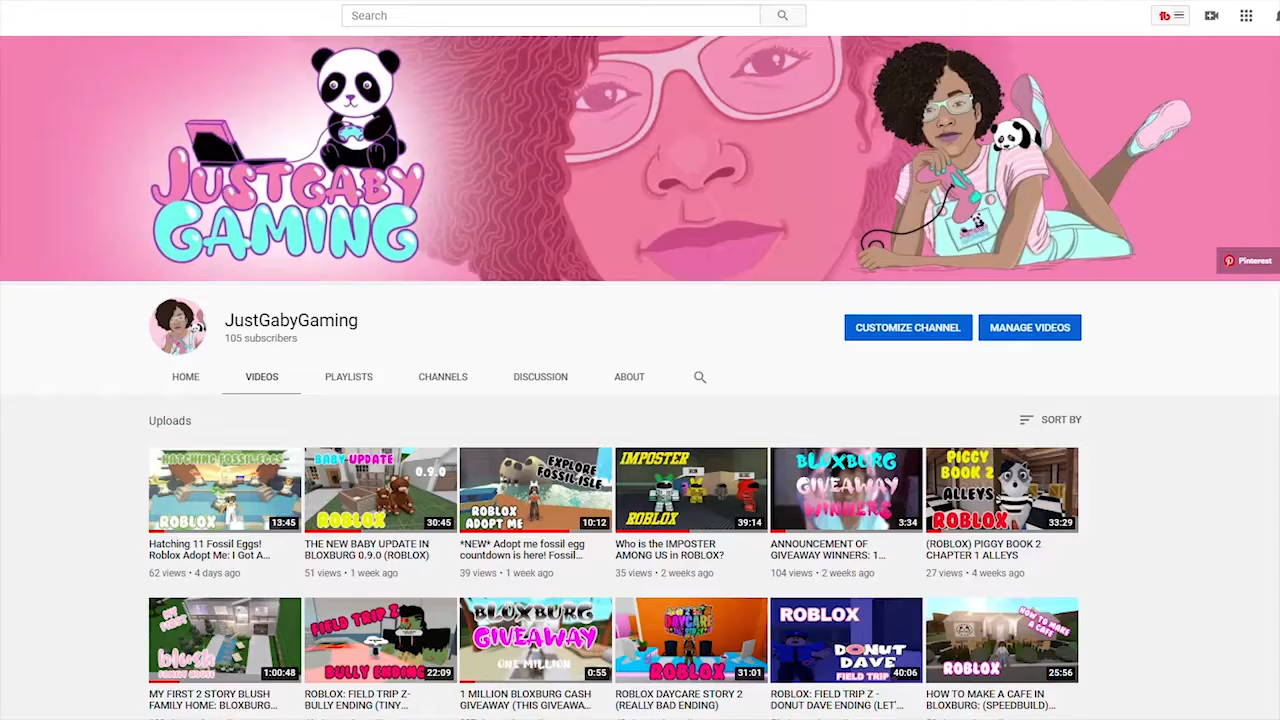 Search
JUSTGABY
GAMING
Pinterest
JustGabyGaming
105 subscribers
CUSTOMIZE CHANNEL
MANAGE VIDEOS
HOME
VIDEOS
PLAYLISTS
CHANNELS
DISCUSSION
ABOUT
Uploads
SORT BY
HATCHING FOSSIL EGGS
ROBLOX
13:45
BABY UPDATE
0.9.0
ROBLOX
30:45
EXPLORE
FOSSIL ISLE
ROBLOX
ADOPT ME
10:12
IMPOSTER
ROBLOX
39:14
BLOXBURG
GIVEAWAY
WINNERS
3:34
PIGGY
BOOK 2
ALLEYS
ROBLOX
33:29
Hatching 11 Fossil Eggs!
Roblox Adopt Me: I Got A...
62 views • 4 days ago
THE NEW BABY UPDATE IN
BLOXBURG 0.9.0 (ROBLOX)
51 views • 1 week ago
*NEW* Adopt me fossil egg
countdown is here! Fossil...
39 views • 1 week ago
Who is the IMPOSTER
AMONG US in ROBLOX?
35 views • 2 weeks ago
ANNOUNCEMENT OF
GIVEAWAY WINNERS: 1...
104 views • 2 weeks ago
(ROBLOX) PIGGY BOOK 2
CHAPTER 1 ALLEYS
27 views • 4 weeks ago
MY
FIRST
blush
FAMILY HOUSE
1:00:48
FIELD TRIP Z
BULLY ENDING
22:09
BLOXBURG
GIVEAWAY
ONE MILLION
0:55
DAYCARE
ROBLOX
31:01
ROBLOX
DONUT
DAVE
FIELD TRIP
40:06
HOW TO MAKE
A CAFE
ROBLOX
25:56
MY FIRST 2 STORY BLUSH
FAMILY HOME: BLOXBURG...
ROBLOX: FIELD TRIP Z-
BULLY ENDING (TINY...
1 MILLION BLOXBURG CASH
GIVEAWAY (THIS GIVEAWA...
ROBLOX DAYCARE STORY 2
(REALLY BAD ENDING)
ROBLOX: FIELD TRIP Z -
DONUT DAVE ENDING (LET'...
HOW TO MAKE A CAFE IN
BLOXBURG: (SPEEDBUILD)...